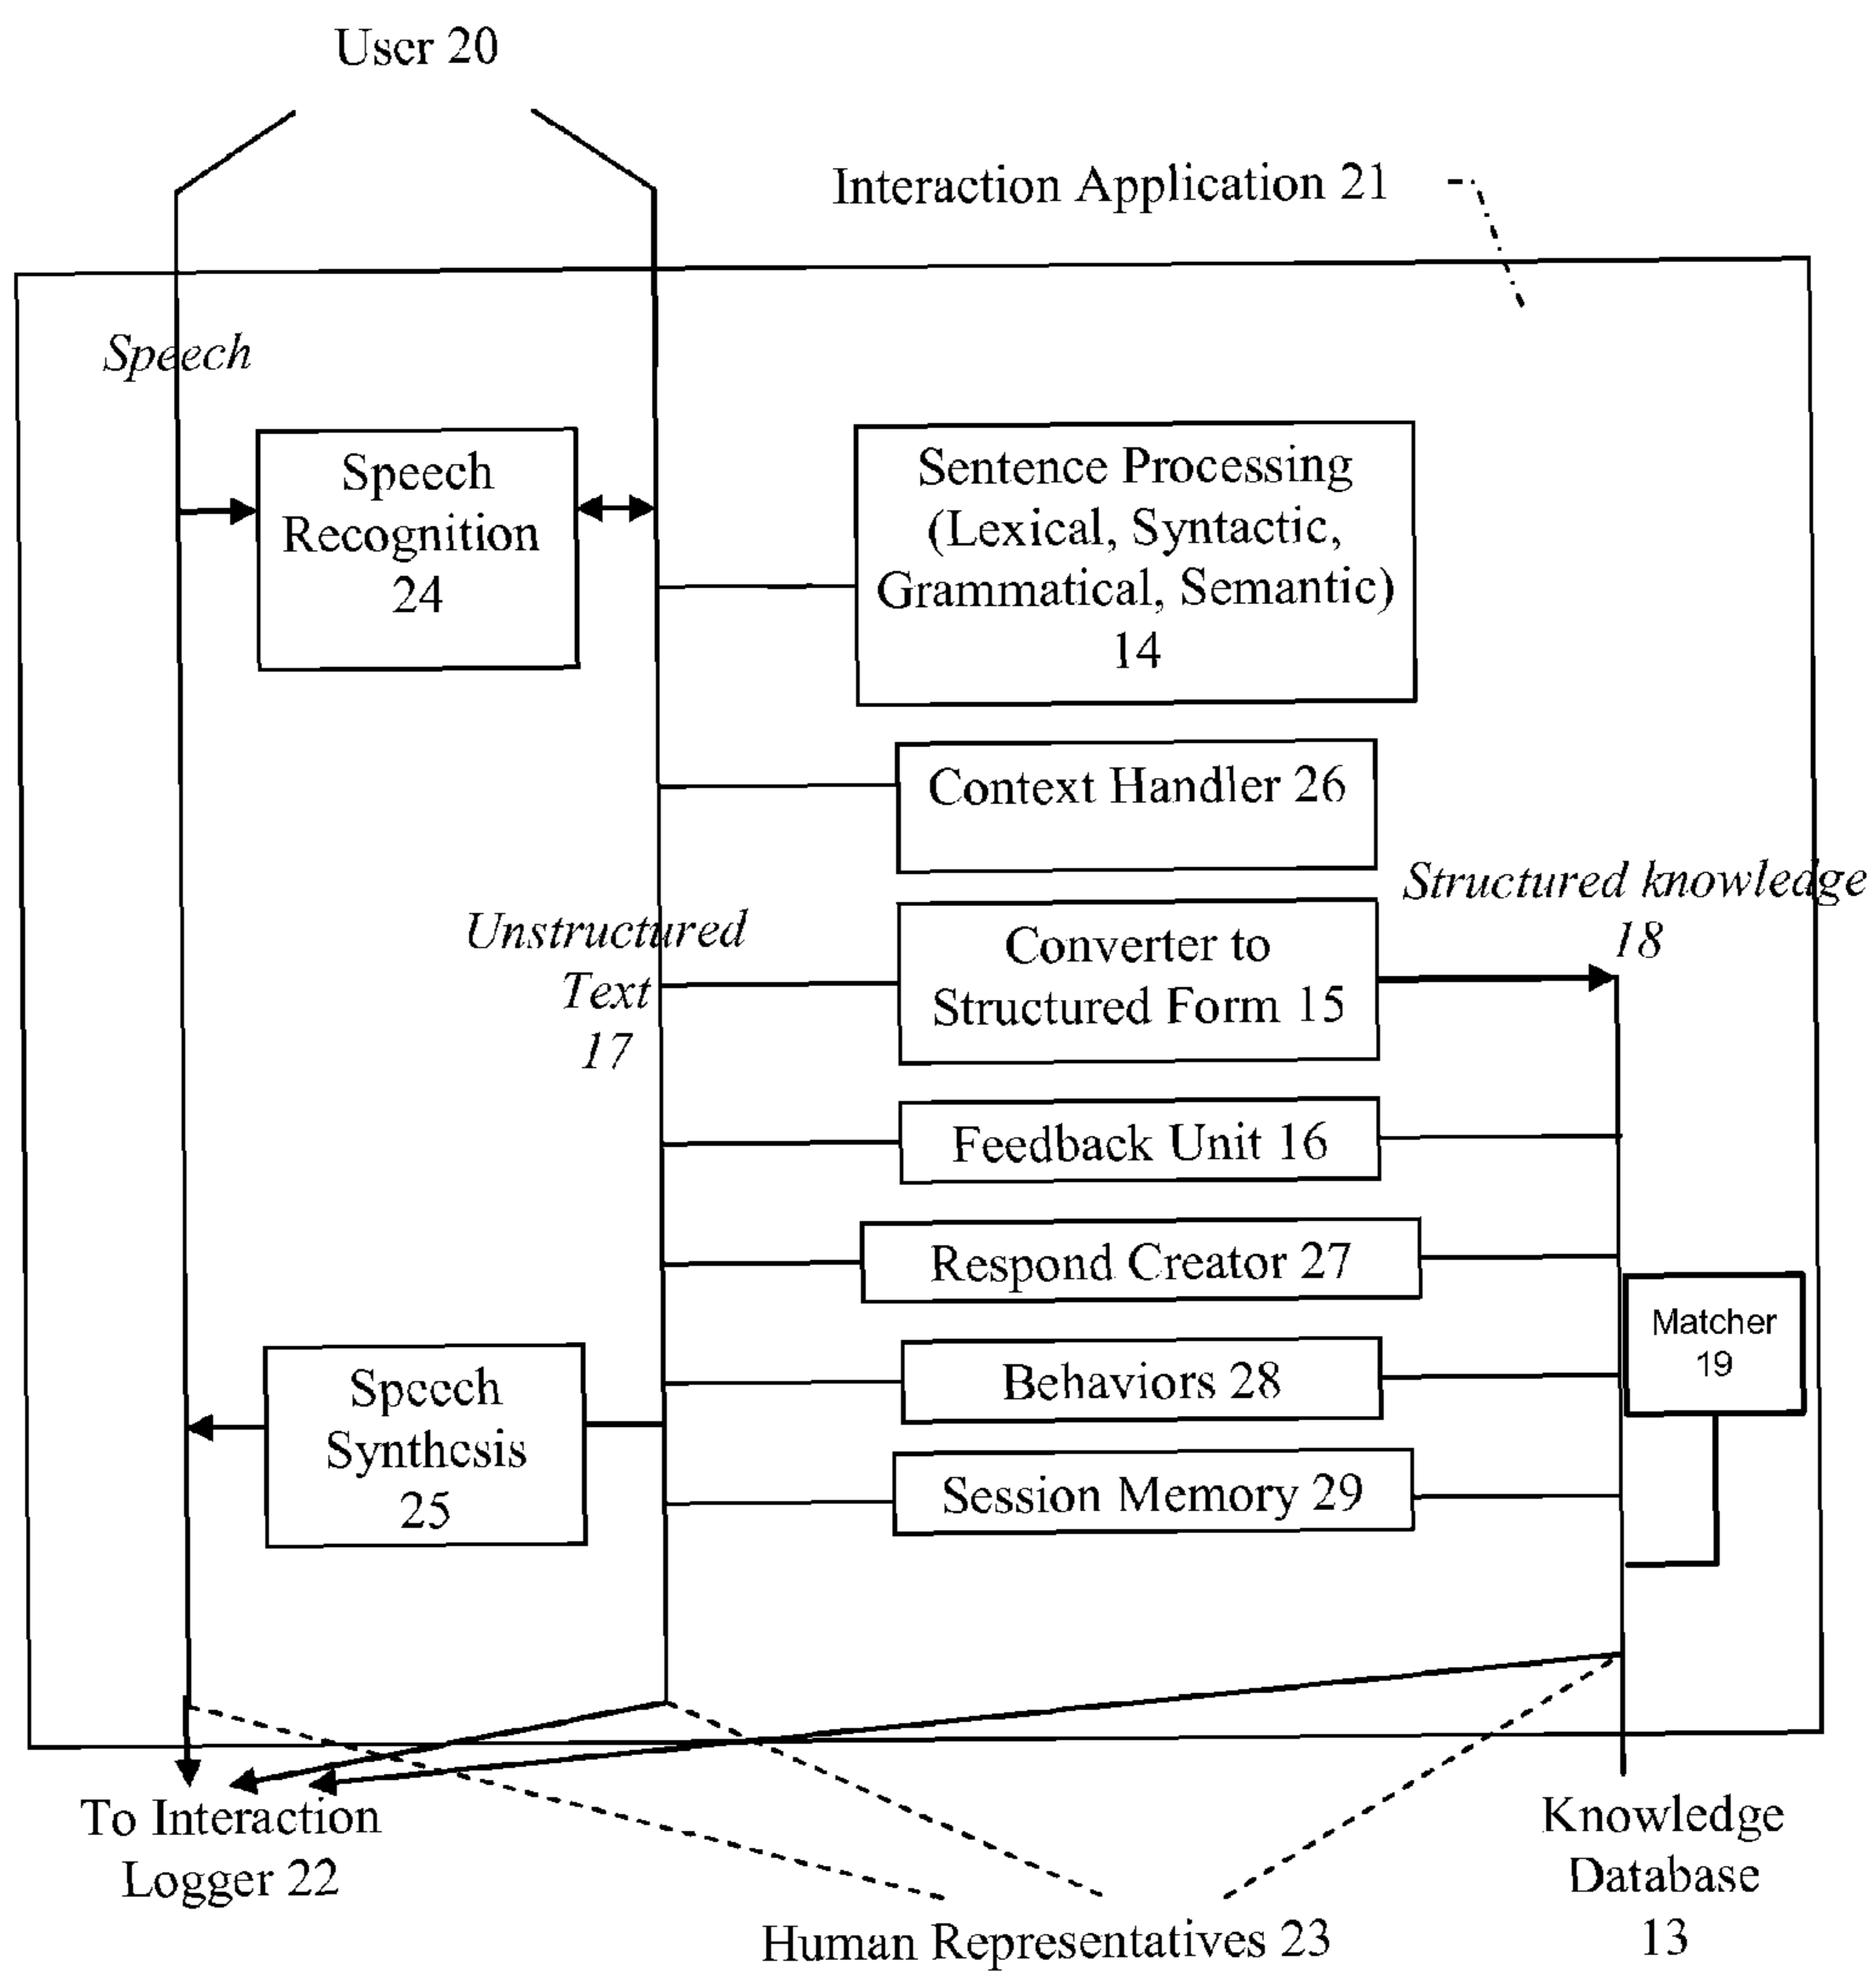 User 20
Interaction Application 21
Speech
Speech
Recognition
24
Sentence Processing
(Lexical, Syntactic,
Grammatical, Semantic)
14
Context Handler 26
Structured knowledge
18
Unstructured
Text
17
Converter to
Structured Form 15
Feedback Unit 16
Respond Creator 27
Matcher
19
Behaviors 28
Speech
Synthesis
25
Session Memory 29
To Interaction
Logger 22
Knowledge
Database
13
Human Representatives 23